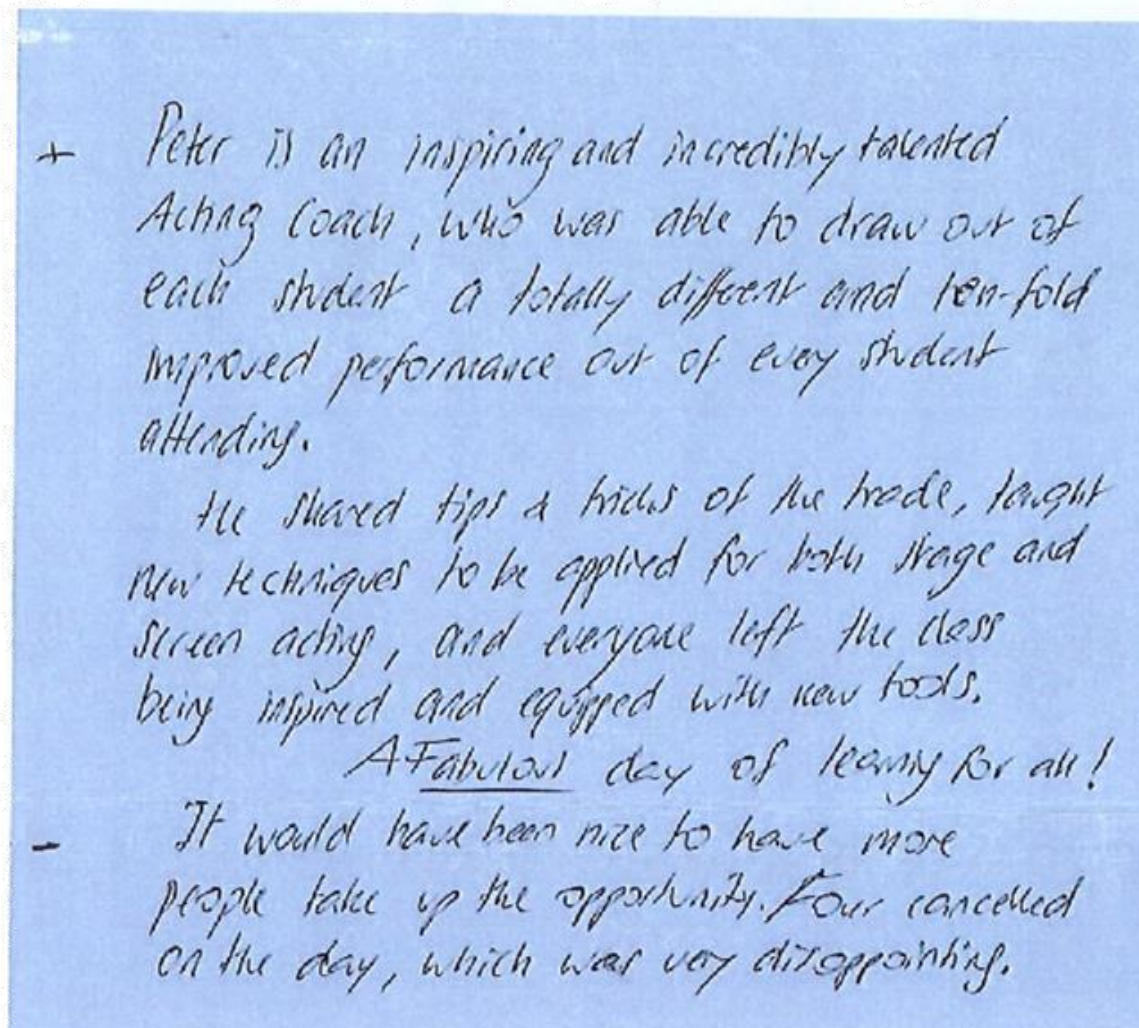 + Peter is an inspiring and incredibly talented
Acting Coach, who was able to draw out of
each student a totally different and ten-fold
improved performance out of every student
attending.
He shared tips & tricks of the trade, taught
new techniques to be applied for both stage and
screen acting, and everyone left the class
being inspired and equipped with new tools.
A Fabulous day of learning for all!
- It would have been nice to have more
people take up the opportunity. Four cancelled
on the day, which was very disappointing.